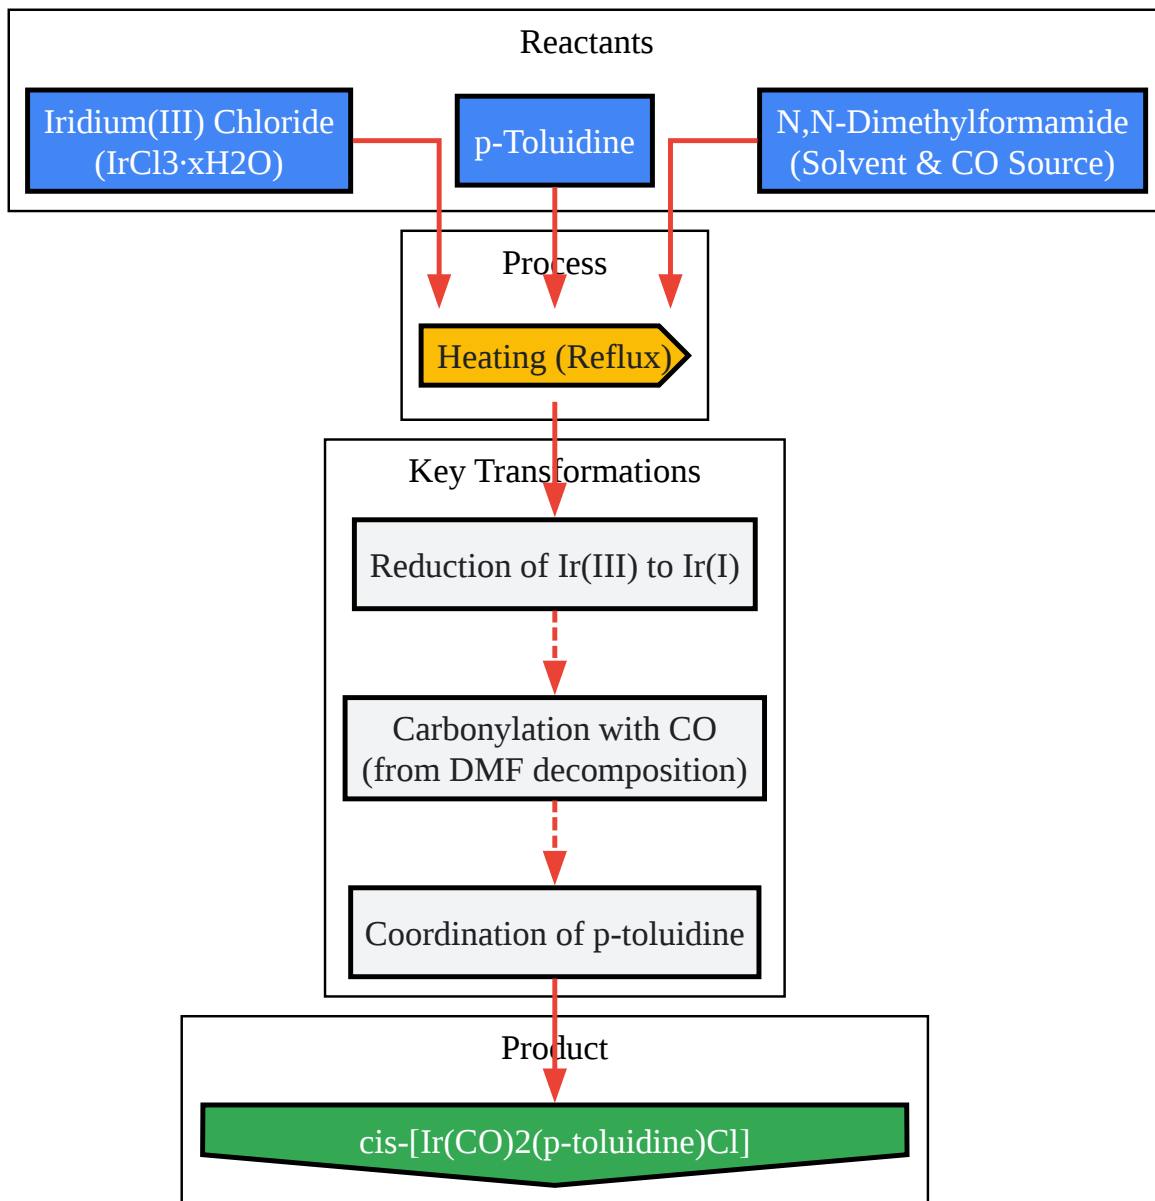 Reactants
Iridium(III) Chloride
(IrCl3·xH2O)
p-Toluidine
N,N-Dimethylformamide
(Solvent & CO Source)
Process
Heating (Reflux)
Key Transformations
Reduction of Ir(III) to Ir(I)
Carbonylation with CO
(from DMF decomposition)
Coordination of p-toluidine
Product
cis-[Ir(CO)2(p-toluidine)Cl]